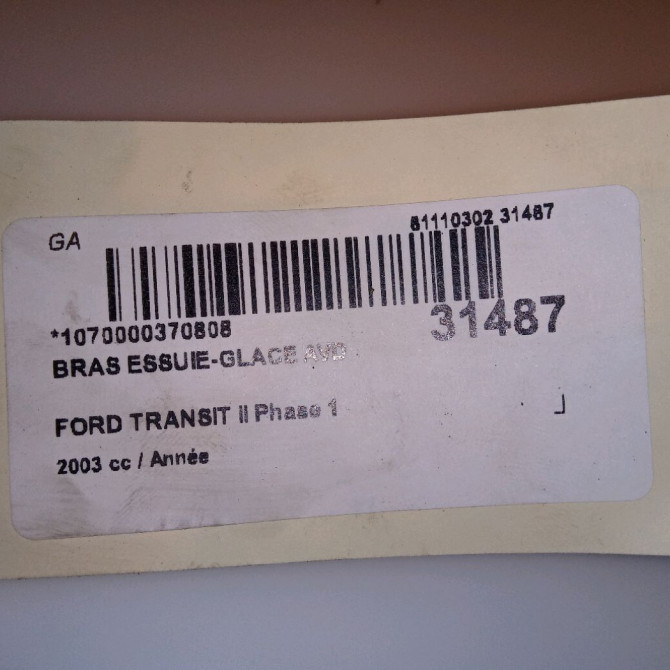 GA
81110302 31487
*1070000370808
31487
BRAS ESSUIE-GLACE AVD
FORD TRANSIT II Phase 1
2003 cc / Année